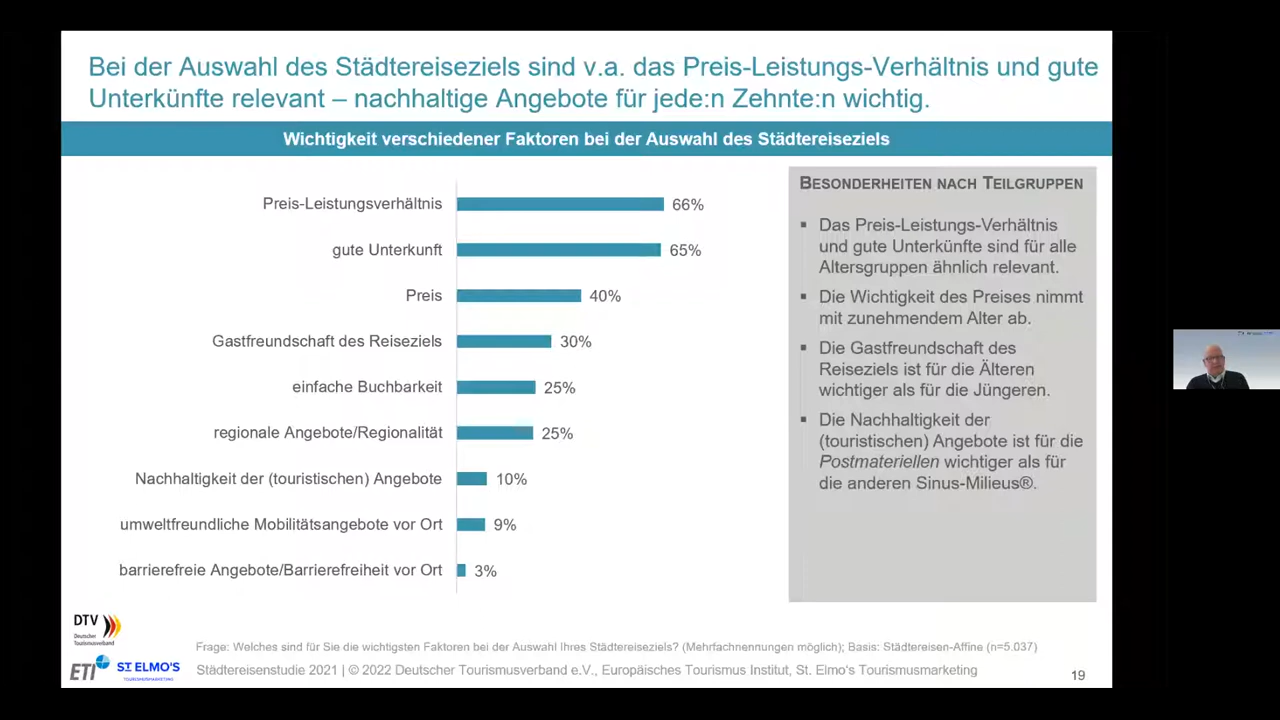 Bei der Auswahl des Städtereiseziels sind v.a. das Preis-Leistungs-Verhältnis und gute
Unterkünfte relevant – nachhaltige Angebote für jede:n Zehnte:n wichtig.
Wichtigkeit verschiedener Faktoren bei der Auswahl des Städtereiseziels
Preis-Leistungsverhältnis 66%
gute Unterkunft 65%
Preis 40%
Gastfreundschaft des Reiseziels 30%
einfache Buchbarkeit 25%
regionale Angebote/Regionalität 25%
Nachhaltigkeit der (touristischen) Angebote 10%
umweltfreundliche Mobilitätsangebote vor Ort 9%
barrierefreie Angebote/Barrierefreiheit vor Ort 3%
BESONDERHEITEN NACH TEILGRUPPEN
▪ Das Preis-Leistungs-Verhältnis
und gute Unterkünfte sind für alle
Altersgruppen ähnlich relevant.
▪ Die Wichtigkeit des Preises nimmt
mit zunehmendem Alter ab.
▪ Die Gastfreundschaft des
Reiseziels ist für die Älteren
wichtiger als für die Jüngeren.
▪ Die Nachhaltigkeit der
(touristischen) Angebote ist für die
Postmateriellen wichtiger als für
die anderen Sinus-Milieus®.
DTV
Deutscher
Tourismusverband
ETI
ST ELMO'S
TOURISMUSMARKETING
Frage: Welches sind für Sie die wichtigsten Faktoren bei der Auswahl Ihres Städtereiseziels? (Mehrfachnennungen möglich); Basis: Städtereisen-Affine (n=5.037)
Städtereisenstudie 2021 | © 2022 Deutscher Tourismusverband e.V., Europäisches Tourismus Institut, St. Elmo's Tourismusmarketing
19